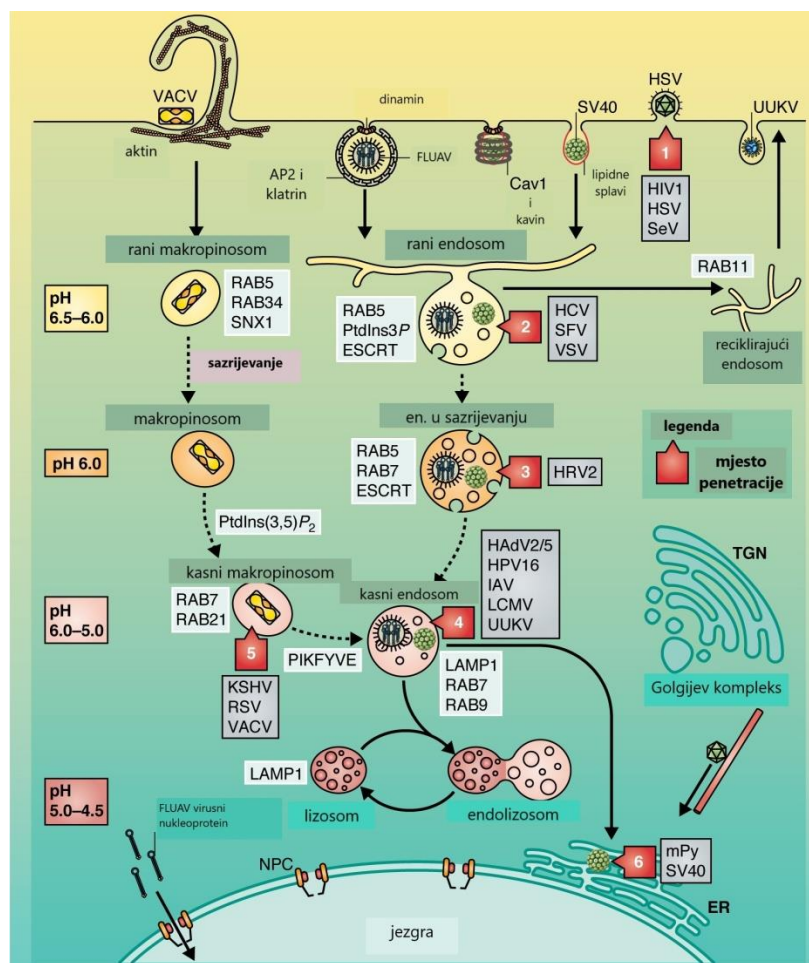 VACV
aktin
dinamin
FLUAV
AP2 i
klatrin
Cav1
i
kavin
SV40
lipidne
splavi
HSV
1
HIV1
HSV
SeV
UUKV
rani makropinosom
RAB5
RAB34
SNX1
pH
6.5–6.0
sazrijevanje
rani endosom
RAB5
PtdIns3P
ESCRT
2
HCV
SFV
VSV
RAB11
reciklirajući
endosom
makropinosom
pH 6.0
en. u sazrijevanju
RAB5
RAB7
ESCRT
3
HRV2
legenda
mjesto
penetracije
PtdIns(3,5)P2
kasni makropinosom
RAB7
RAB21
pH
6.0–5.0
5
KSHV
RSV
VACV
PIKFYVE
kasni endosom
4
HAdV2/5
HPV16
IAV
LCMV
UUKV
LAMP1
RAB7
RAB9
TGN
Golgijev kompleks
LAMP1
lizosom
endolizosom
pH
5.0–4.5
FLUAV virusni
nukleoprotein
NPC
6
mPy
SV40
ER
jezgra